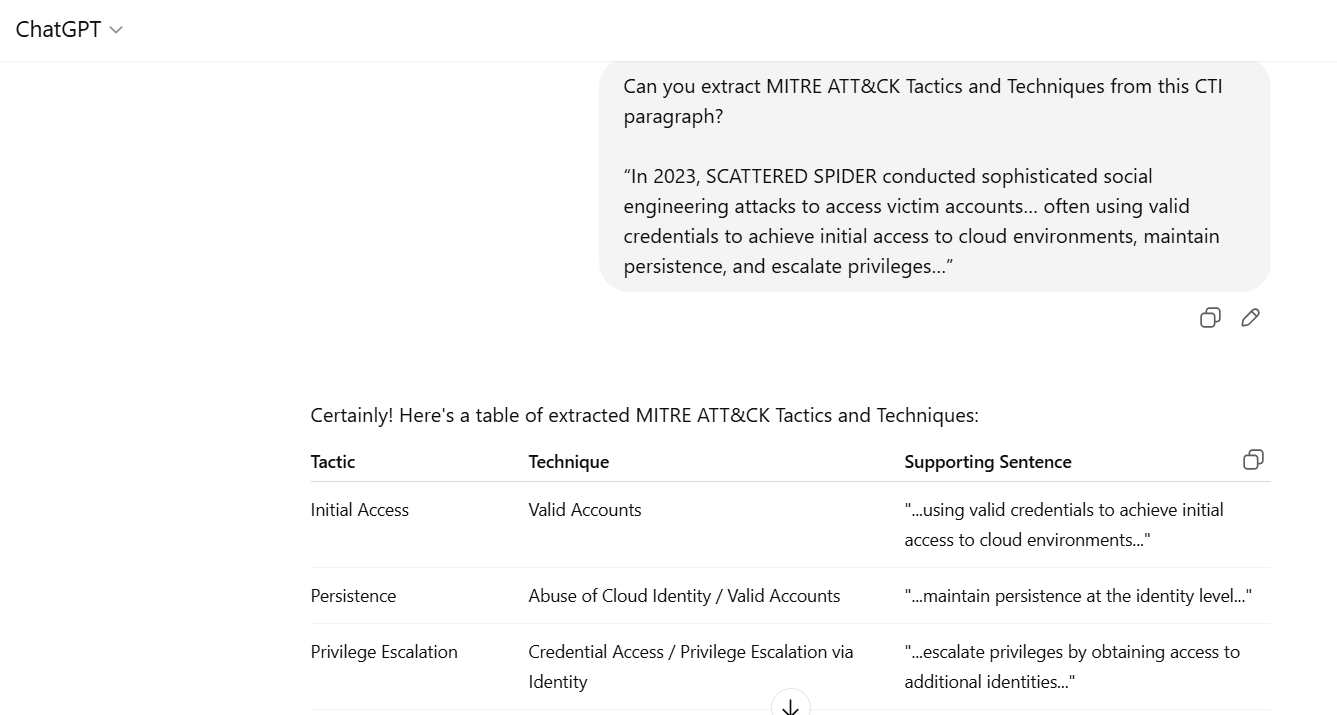 ChatGPT
Can you extract MITRE ATT&CK Tactics and Techniques from this CTI
paragraph?
“In 2023, SCATTERED SPIDER conducted sophisticated social
engineering attacks to access victim accounts… often using valid
credentials to achieve initial access to cloud environments, maintain
persistence, and escalate privileges…”
Certainly! Here's a table of extracted MITRE ATT&CK Tactics and Techniques:
Tactic Technique Supporting Sentence
Initial Access Valid Accounts "...using valid credentials to achieve initial
access to cloud environments..."
Persistence Abuse of Cloud Identity / Valid Accounts "...maintain persistence at the identity level..."
Privilege Escalation Credential Access / Privilege Escalation via "...escalate privileges by obtaining access to
Identity additional identities..."